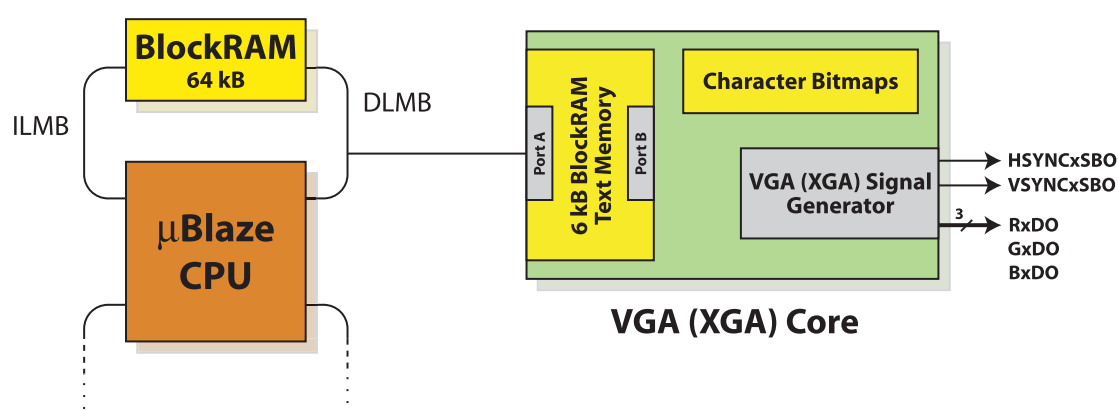 BlockRAM
64 kB
ILMB
DLMB
µBlaze
CPU
Port A
6 kB BlockRAM
Text Memory
Port B
Character Bitmaps
VGA (XGA) Signal
Generator
HSYNCxSBO
VSYNCxSBO
3
RxDO
GxDO
BxDO
VGA (XGA) Core